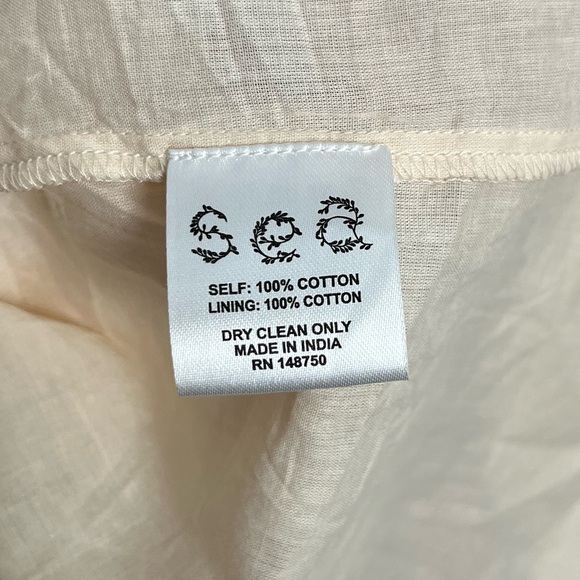 Sea
SELF: 100% COTTON
LINING: 100% COTTON
DRY CLEAN ONLY
MADE IN INDIA
RN 148750